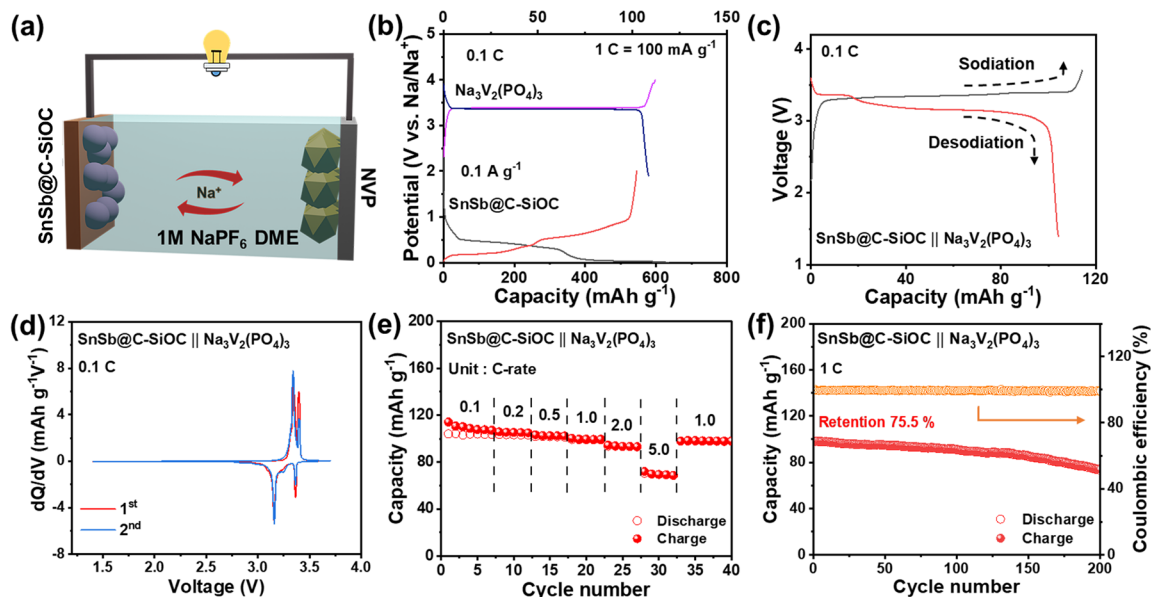 (a)
SnSb@C-SiOC
Na⁺
1M NaPF₆ DME
NVP
(b)
0 50 100 150
0.1 C
1 C = 100 mA g⁻¹
Na₃V₂(PO₄)₃
0.1 A g⁻¹
SnSb@C-SiOC
Potential (V vs. Na/Na⁺)
5
4
3
2
1
0
0 200 400 600 800
Capacity (mAh g⁻¹)
(c)
0.1 C
Sodiation
Desodiation
SnSb@C-SiOC || Na₃V₂(PO₄)₃
Voltage (V)
4
3
2
1
0 40 80 120
Capacity (mAh g⁻¹)
(d)
SnSb@C-SiOC || Na₃V₂(PO₄)₃
0.1 C
1ˢᵗ
2ⁿᵈ
dQ/dV (mAh g⁻¹V⁻¹)
12
8
4
0
-4
-8
1.5 2.0 2.5 3.0 3.5 4.0
Voltage (V)
(e)
SnSb@C-SiOC || Na₃V₂(PO₄)₃
Unit : C-rate
0.1 0.2 0.5 1.0 2.0 5.0 1.0
Discharge
Charge
Capacity (mAh g⁻¹)
200
160
120
80
40
0
0 5 10 15 20 25 30 35 40
Cycle number
(f)
SnSb@C-SiOC || Na₃V₂(PO₄)₃
1 C
Retention 75.5 %
Discharge
Charge
Capacity (mAh g⁻¹)
200
160
120
80
40
0
0 50 100 150 200
Cycle number
120
100
80
60
40
20
0
Coulombic efficiency (%)